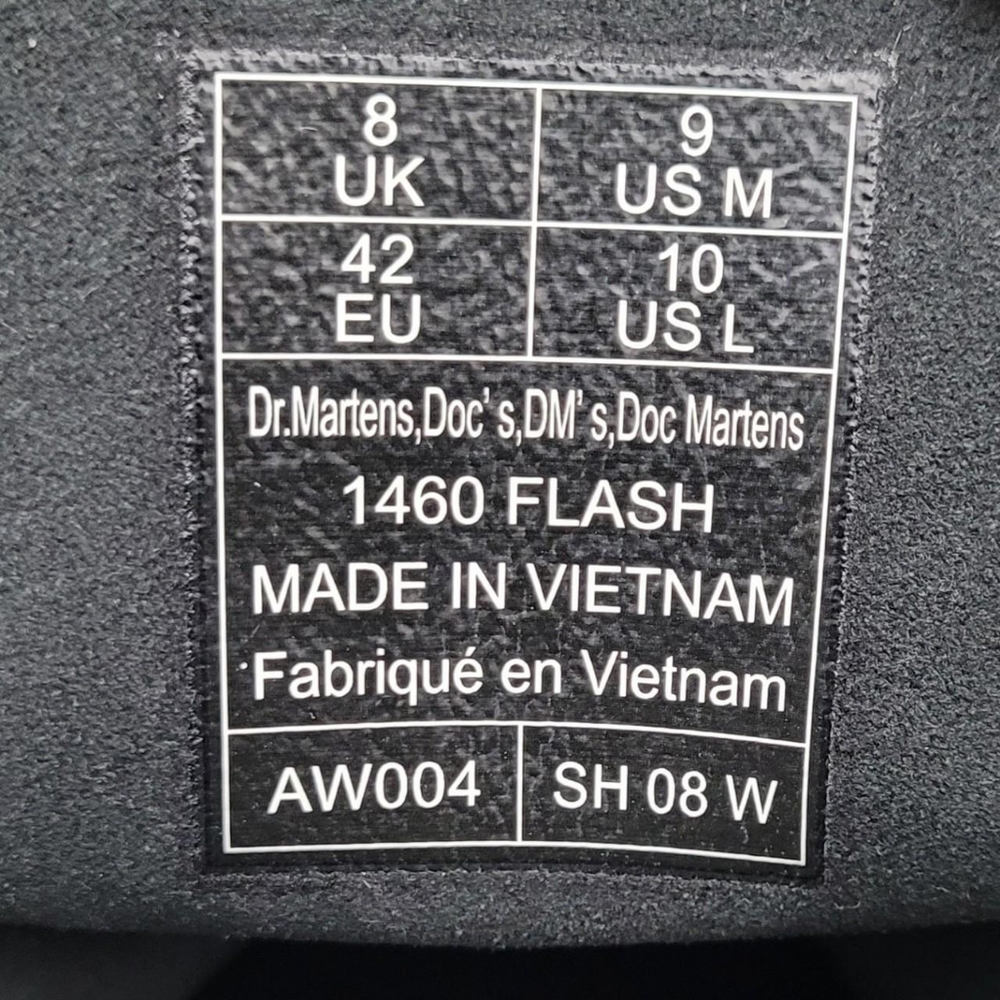 8
UK
9
US M
42
EU
10
US L
Dr.Martens,Doc's,DM's,Doc Martens
1460 FLASH
MADE IN VIETNAM
Fabriqué en Vietnam
AW004
SH 08 W